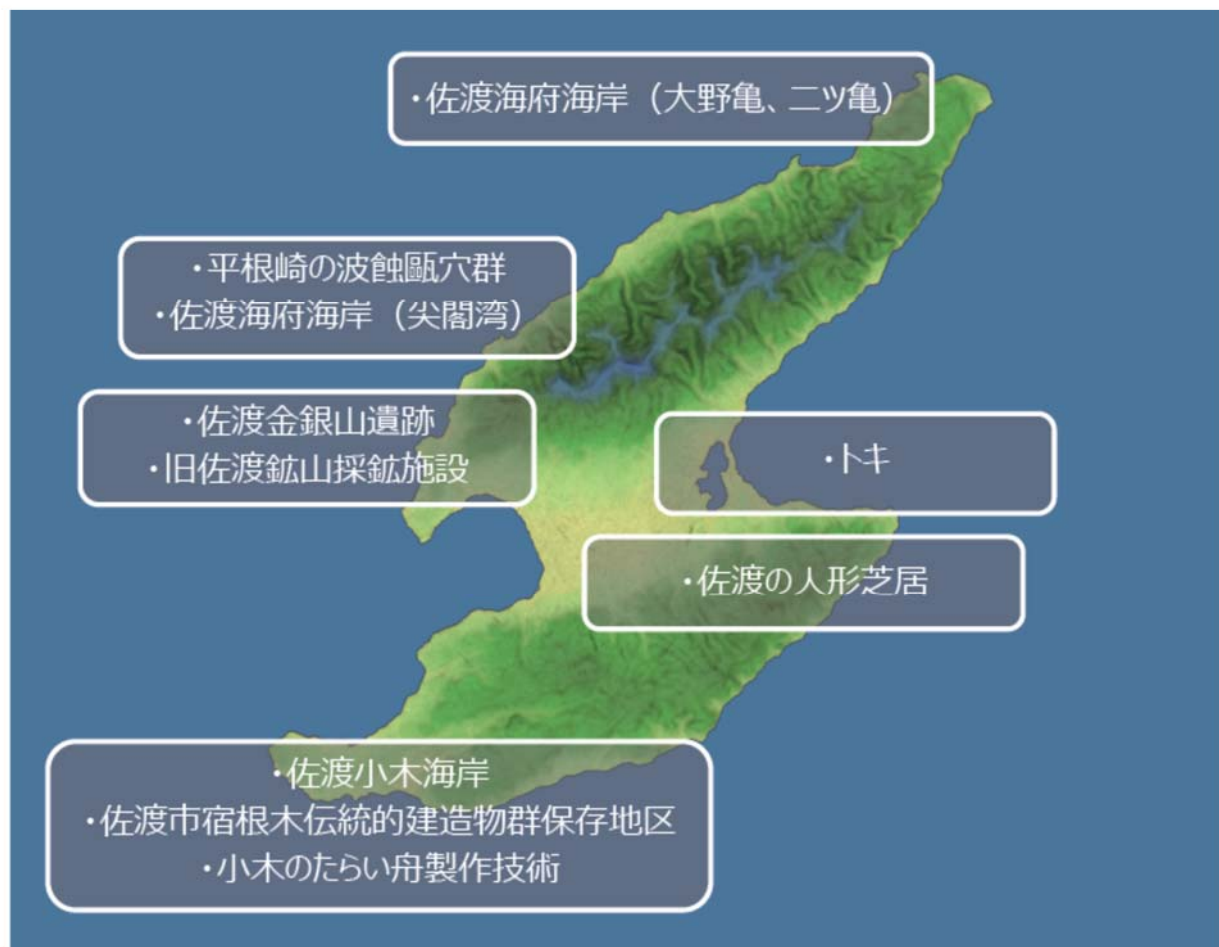 ・佐渡海府海岸（大野亀、二ツ亀）
・平根崎の波蝕甌穴群
・佐渡海府海岸（尖閣湾）
・佐渡金銀山遺跡
・旧佐渡鉱山採鉱施設
・トキ
・佐渡の人形芝居
・佐渡小木海岸
・佐渡市宿根木伝統的建造物群保存地区
・小木のたらい舟製作技術